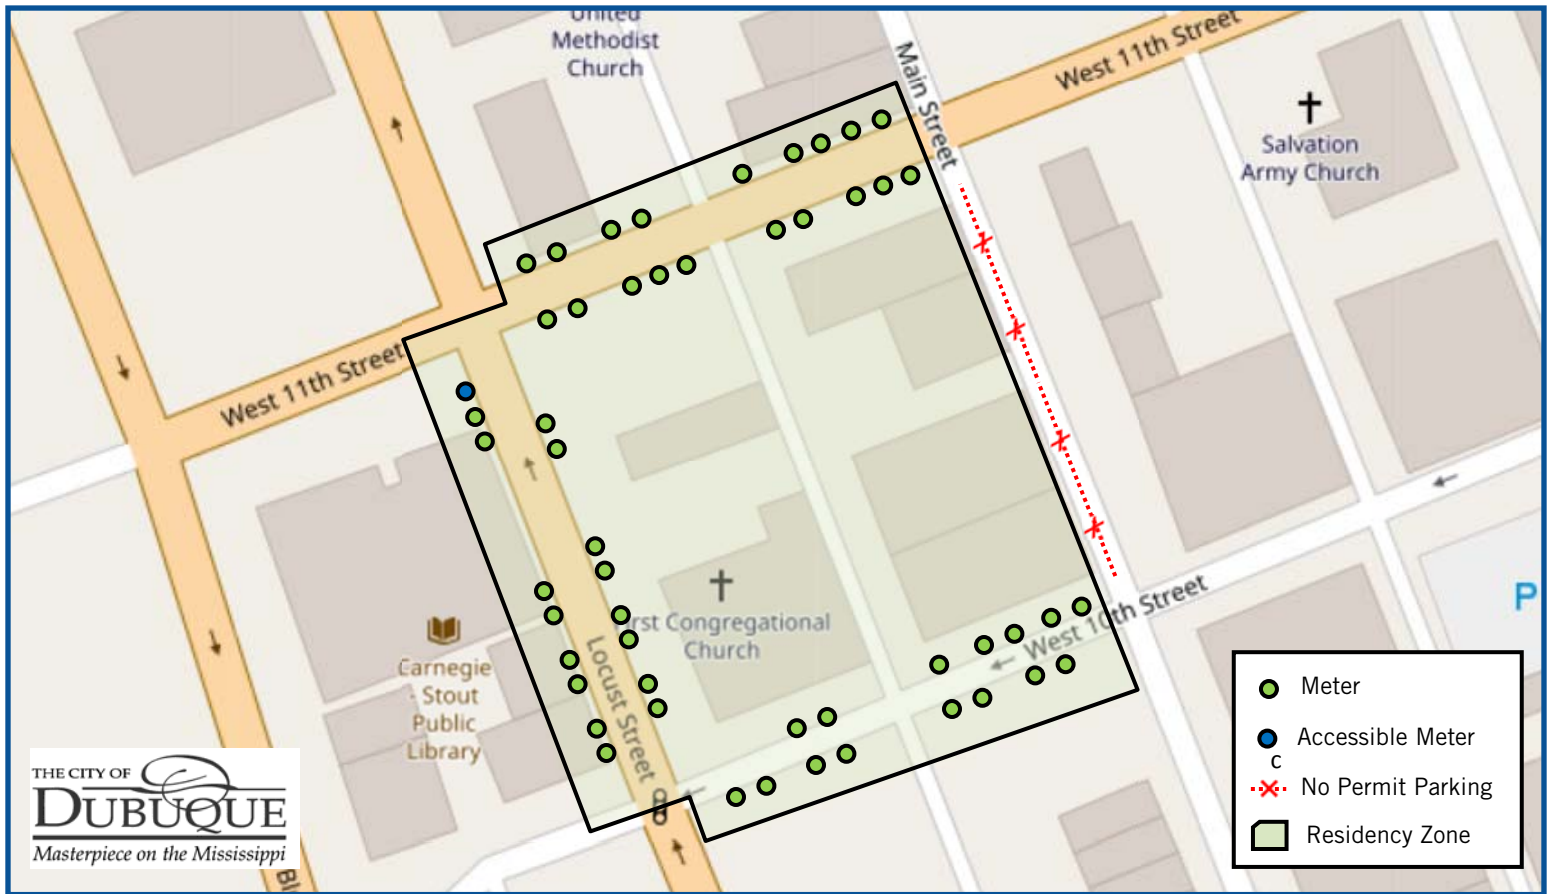 United
Methodist
Church
Main Street
West 11th Street
Salvation
Army Church
West 11th Street
First Congregational
Church
West 10th Street
Locust Street
Carnegie
- Stout
Public
Library
P
Meter
Accessible Meter
c
No Permit Parking
Residency Zone
THE CITY OF
DUBUQUE
Masterpiece on the Mississippi
Bl